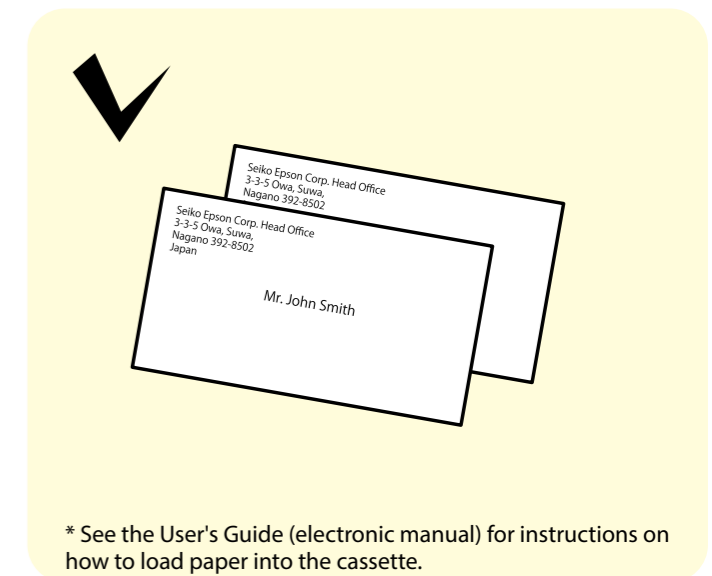 Seiko Epson Corp. Head Office
3-3-5 Owa, Suwa,
Nagano 392-8502
Seiko Epson Corp. Head Office
3-3-5 Owa, Suwa,
Nagano 392-8502
Japan
Mr. John Smith
* See the User's Guide (electronic manual) for instructions on
how to load paper into the cassette.